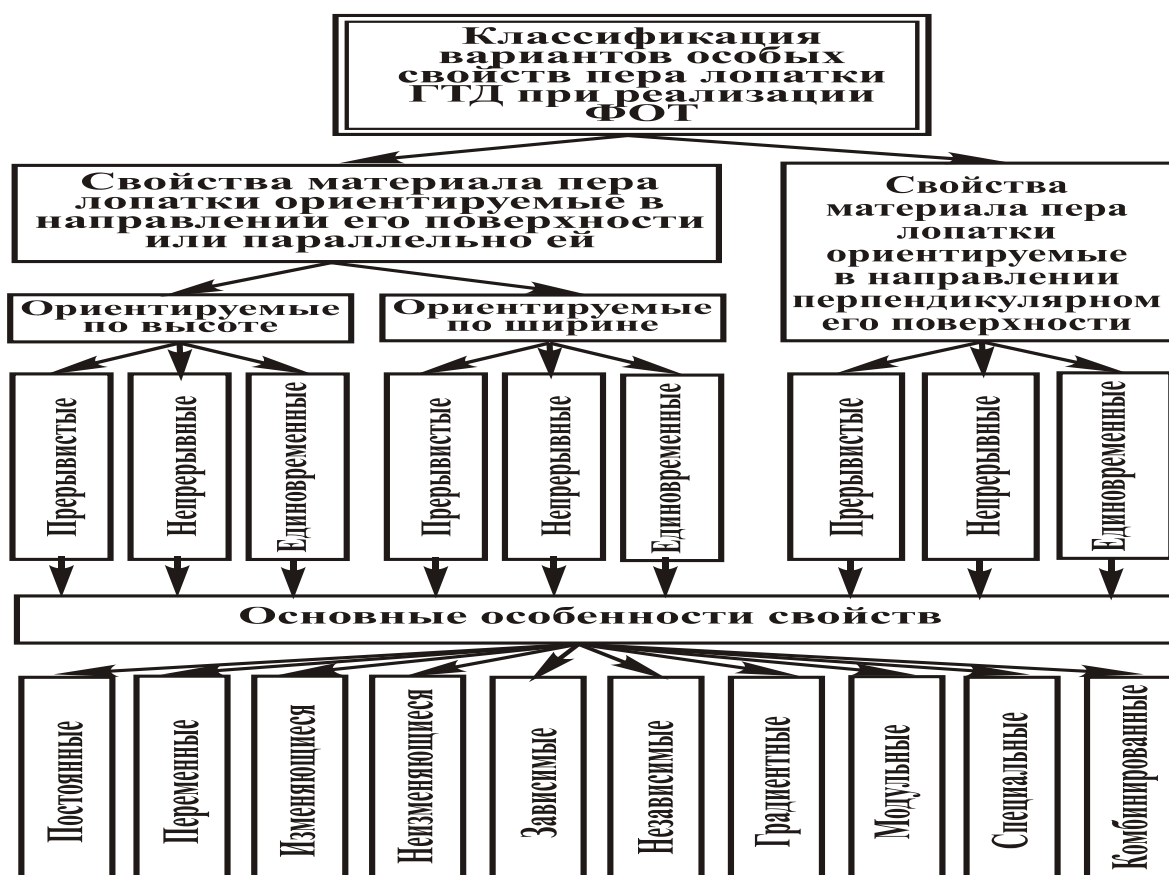 Классификация
вариантов особых
свойств пера лопатки
ГТД при реализации
ФОТ
Свойства материала пера
лопатки ориентируемые в
направлении его поверхности
или параллельно ей
Свойства
материала пера
лопатки
ориентируемые
в направлении
перпендикулярном
его поверхности
Ориентируемые
по высоте
Ориентируемые
по ширине
Прерывистые
Непрерывные
Единовременные
Прерывистые
Непрерывные
Единовременные
Прерывистые
Непрерывные
Единовременные
Основные особенности свойств
Постоянные
Переменные
Изменяющиеся
Неизменяющиеся
Зависимые
Независимые
Градиентные
Модульные
Специальные
Комбинированные